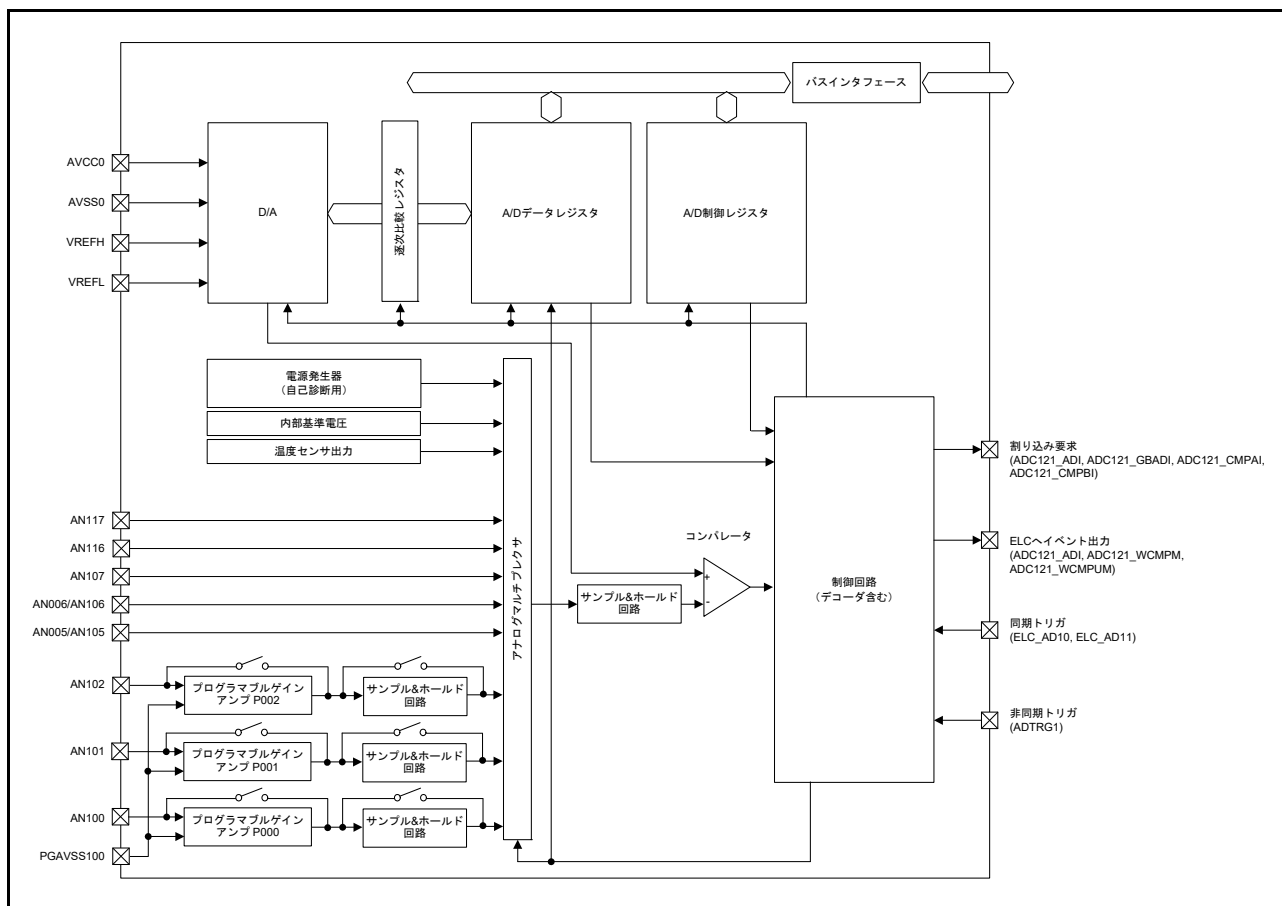 バスインタフェース
AVCC0
AVSS0
VREFH
VREFL
D/A
逐次比較レジスタ
A/Dデータレジスタ
A/D制御レジスタ
電源発生器
(自己診断用)
内部基準電圧
温度センサ出力
AN117
AN116
AN107
AN006/AN106
AN005/AN105
AN102
AN101
AN100
PGAVSS100
プログラマブルゲイン
アンプ P002
サンプル&ホールド
回路
プログラマブルゲイン
アンプ P001
サンプル&ホールド
回路
プログラマブルゲイン
アンプ P000
サンプル&ホールド
回路
アナログマルチプレクサ
サンプル&ホールド
回路
コンパレータ
+
-
制御回路
(デコーダ含む)
割り込み要求
(ADC121_ADI, ADC121_GBADI, ADC121_CMPAI,
ADC121_CMPBI)
ELCへイベント出力
(ADC121_ADI, ADC121_WCMPM,
ADC121_WCMPUM)
同期トリガ
(ELC_AD10, ELC_AD11)
非同期トリガ
(ADTRG1)